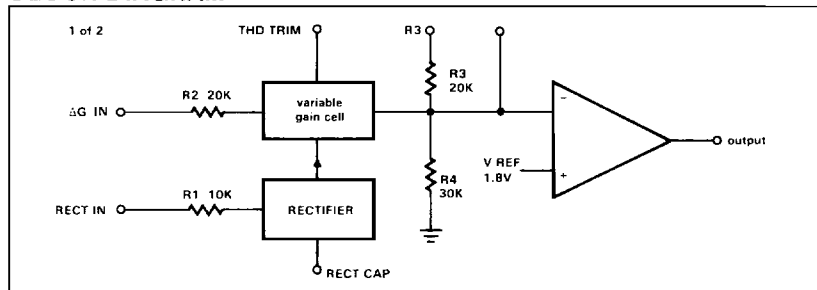 1 of 2
THD TRIM
R3
R3
20K
ΔG IN
R2 20K
variable
gain cell
−
output
V REF
1.8V
+
R4
30K
RECT IN
R1 10K
RECTIFIER
RECT CAP